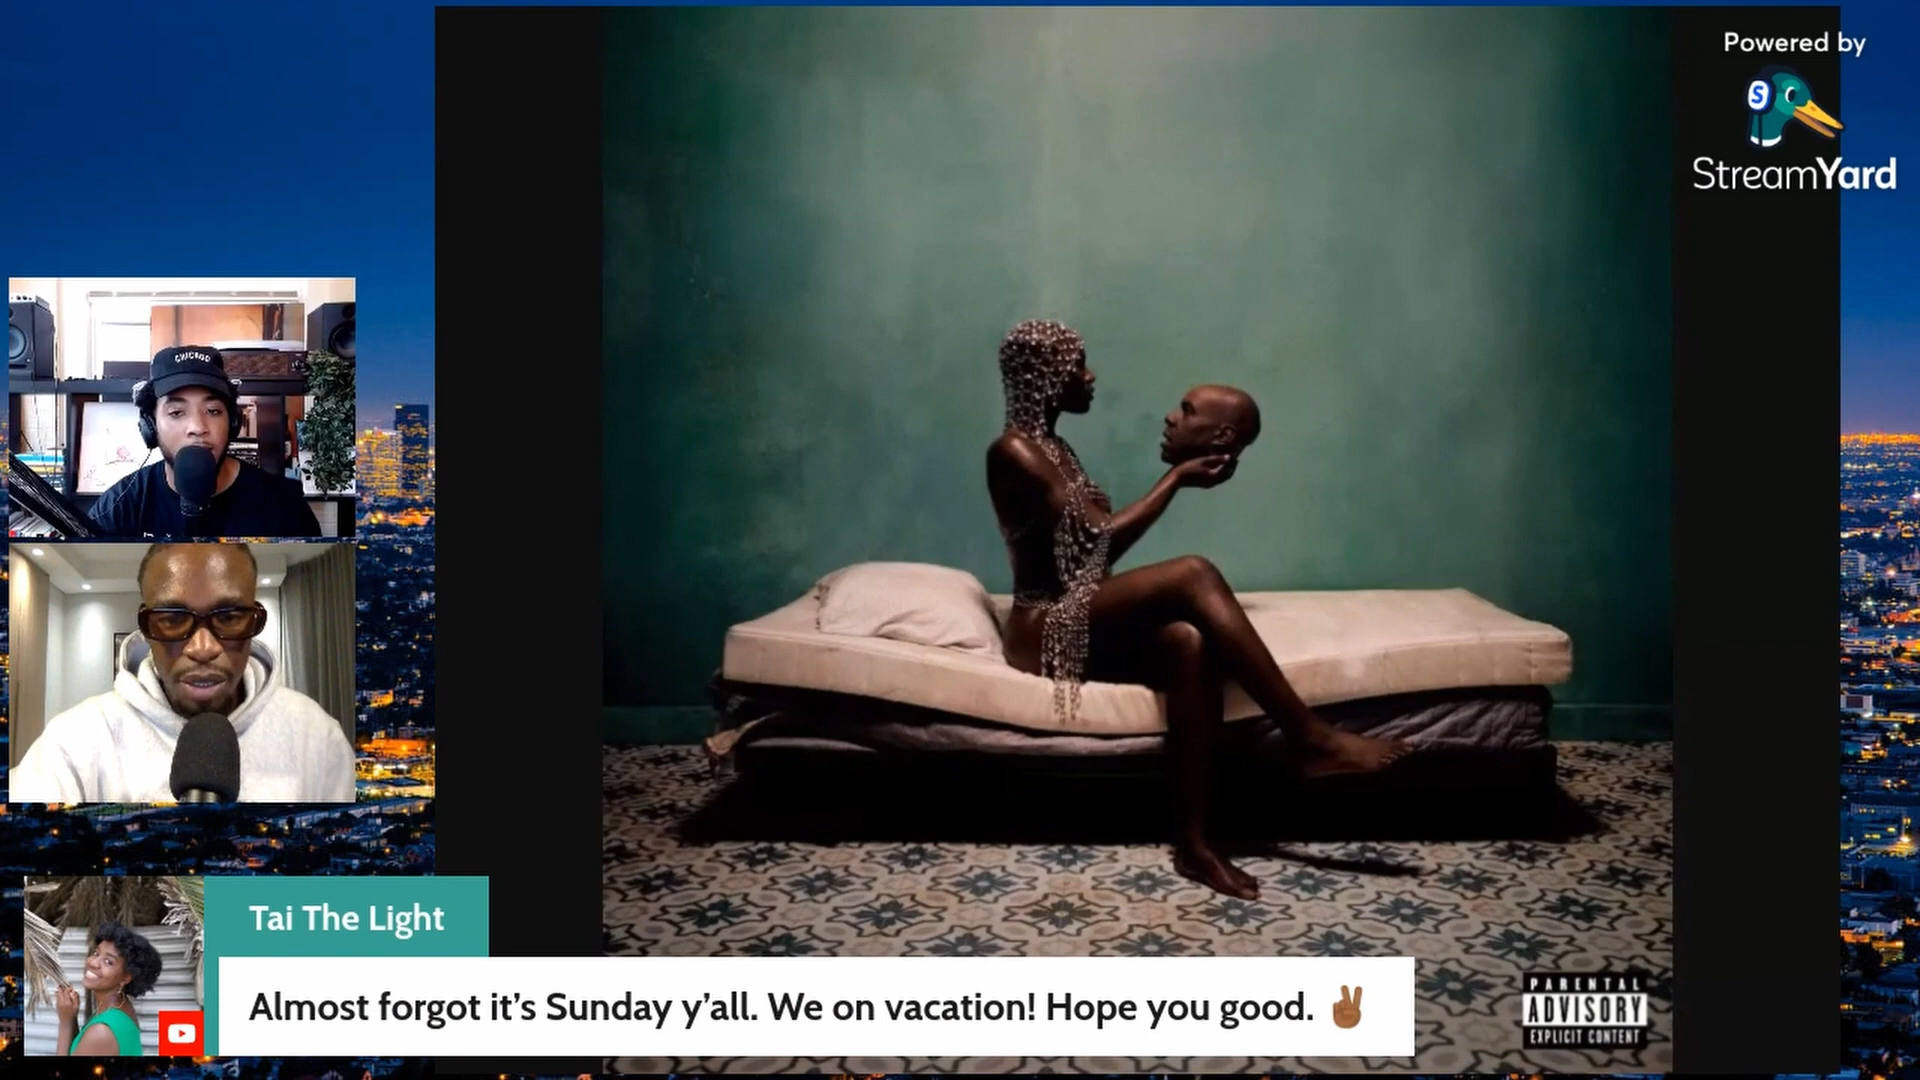 Powered by
S
StreamYard
CHICAGO
Tai The Light
Almost forgot it’s Sunday y’all. We on vacation! Hope you good. ✌🏾
PARENTAL
ADVISORY
EXPLICIT CONTENT